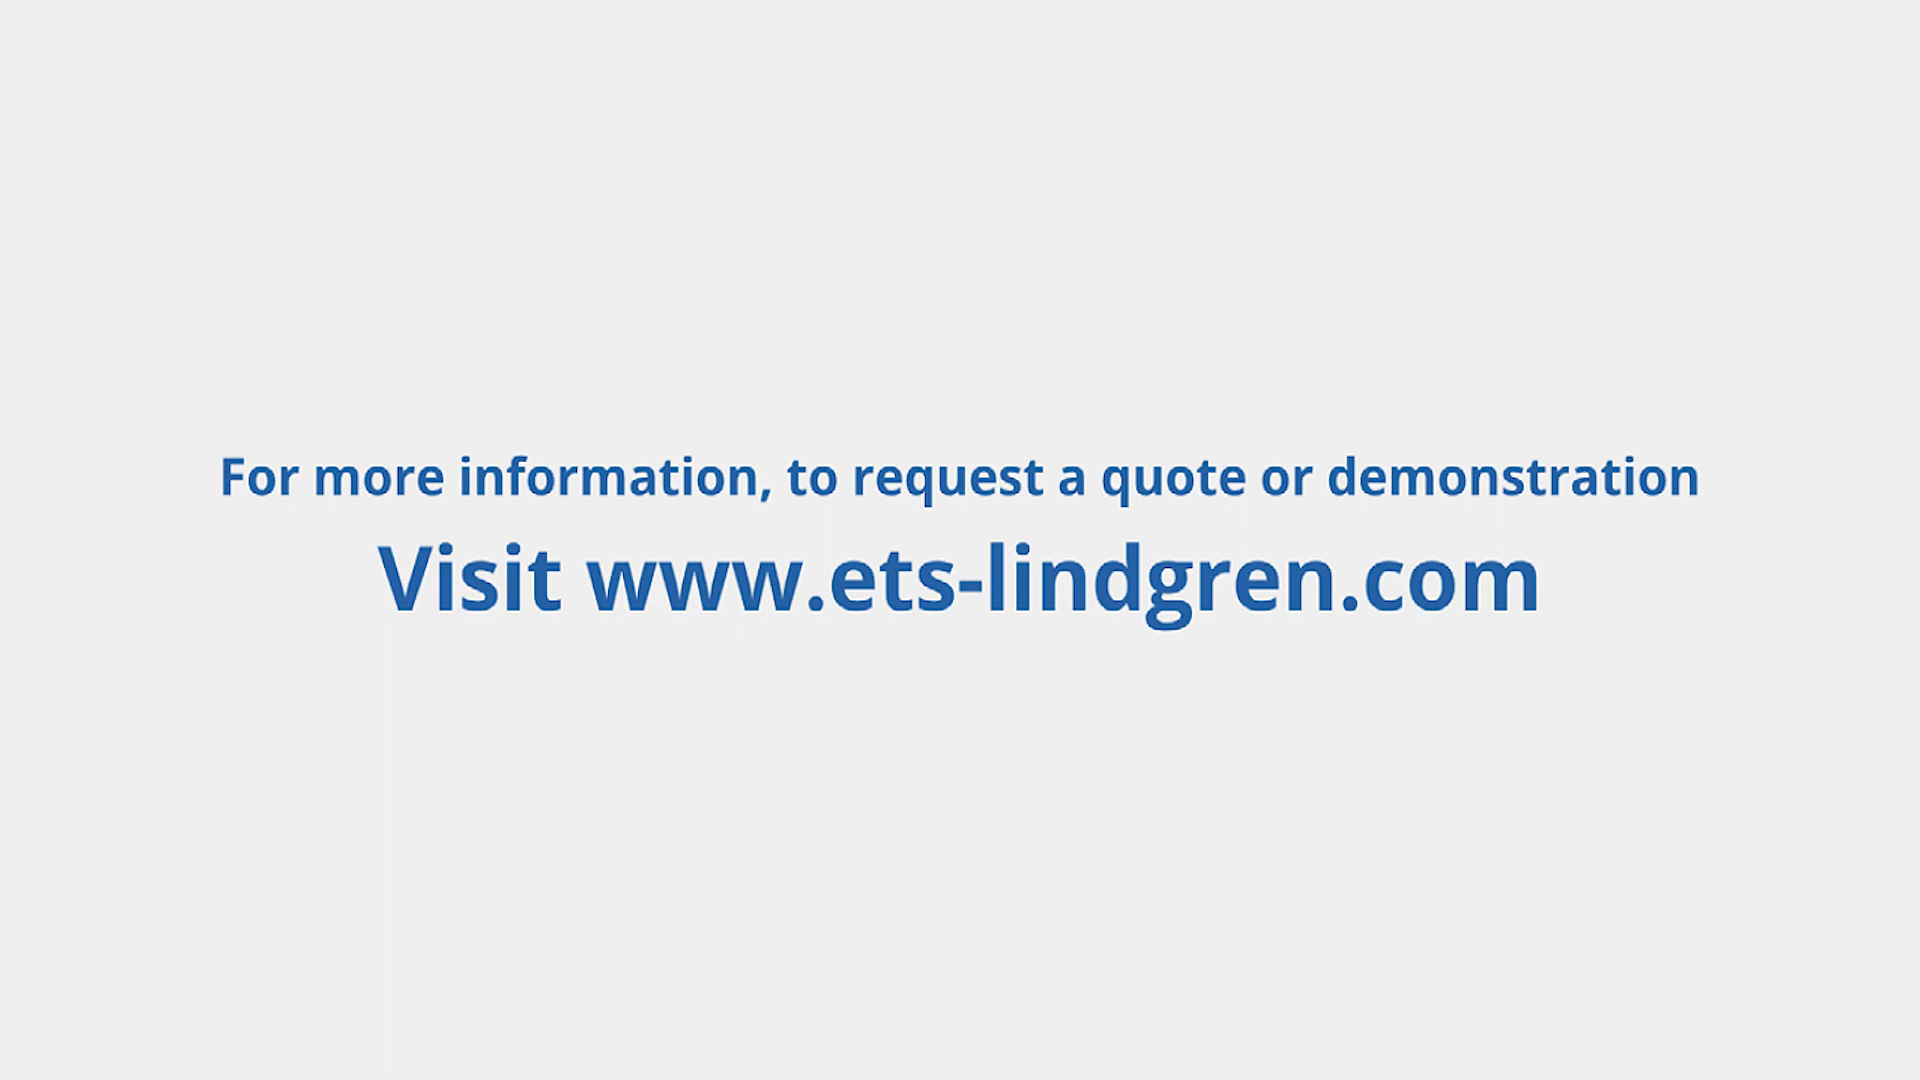 For more information, to request a quote or demonstration
Visit www.ets-lindgren.com